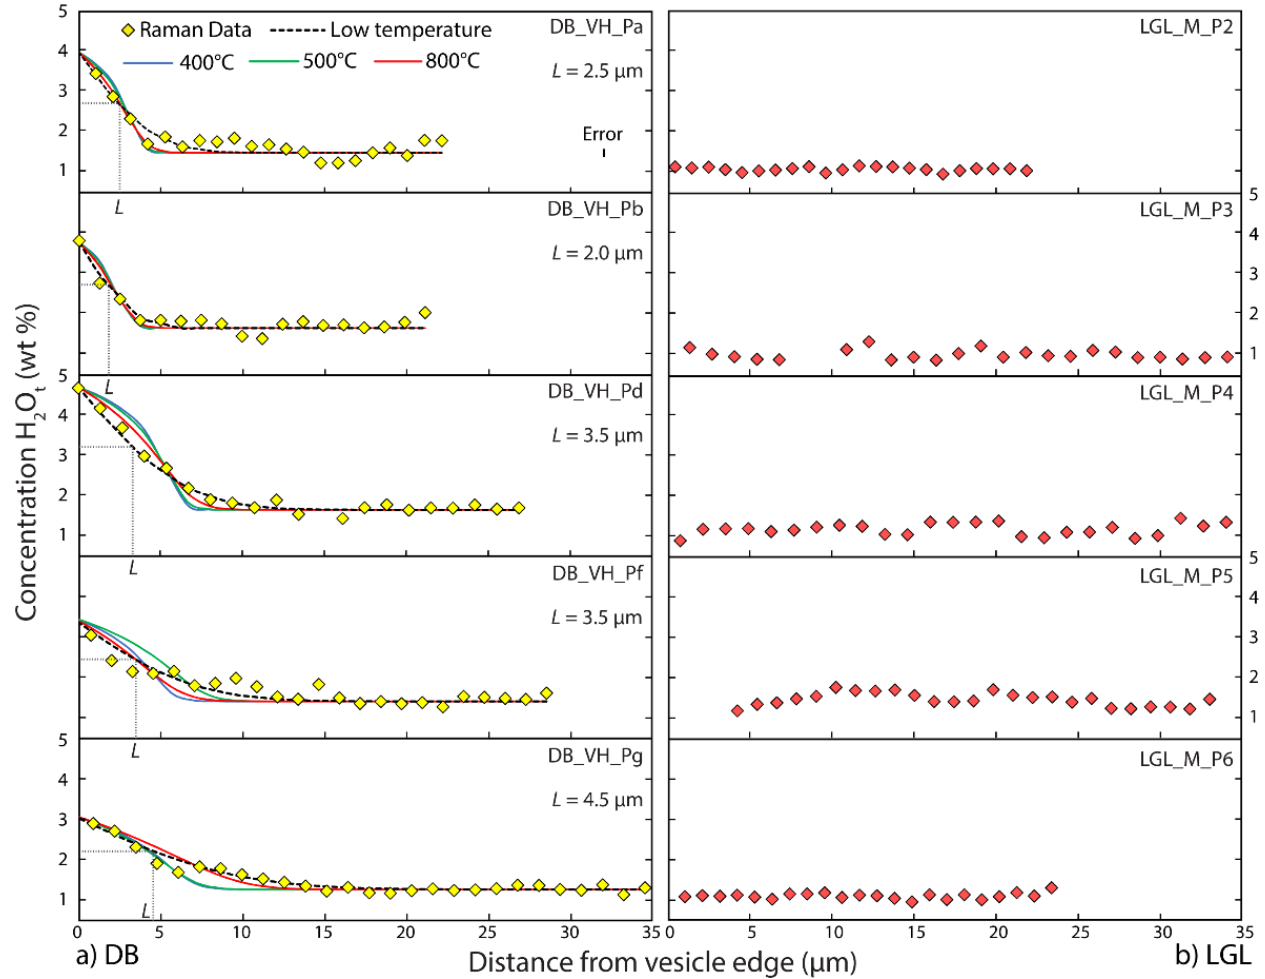 5
4
3
2
1
Raman Data
Low temperature
400°C
500°C
800°C
DB_VH_Pa
L = 2.5 µm
Error
L
LGL_M_P2
5
4
3
2
1
DB_VH_Pb
L = 2.0 µm
L
LGL_M_P3
5
4
3
2
1
DB_VH_Pd
L = 3.5 µm
L
LGL_M_P4
5
4
3
2
1
DB_VH_Pf
L = 3.5 µm
L
LGL_M_P5
5
4
3
2
1
DB_VH_Pg
L = 4.5 µm
L
LGL_M_P6
Concentration H2Ot (wt %)
0 5 10 15 20 25 30 35 0 5 10 15 20 25 30 35
a) DB
Distance from vesicle edge (µm)
b) LGL